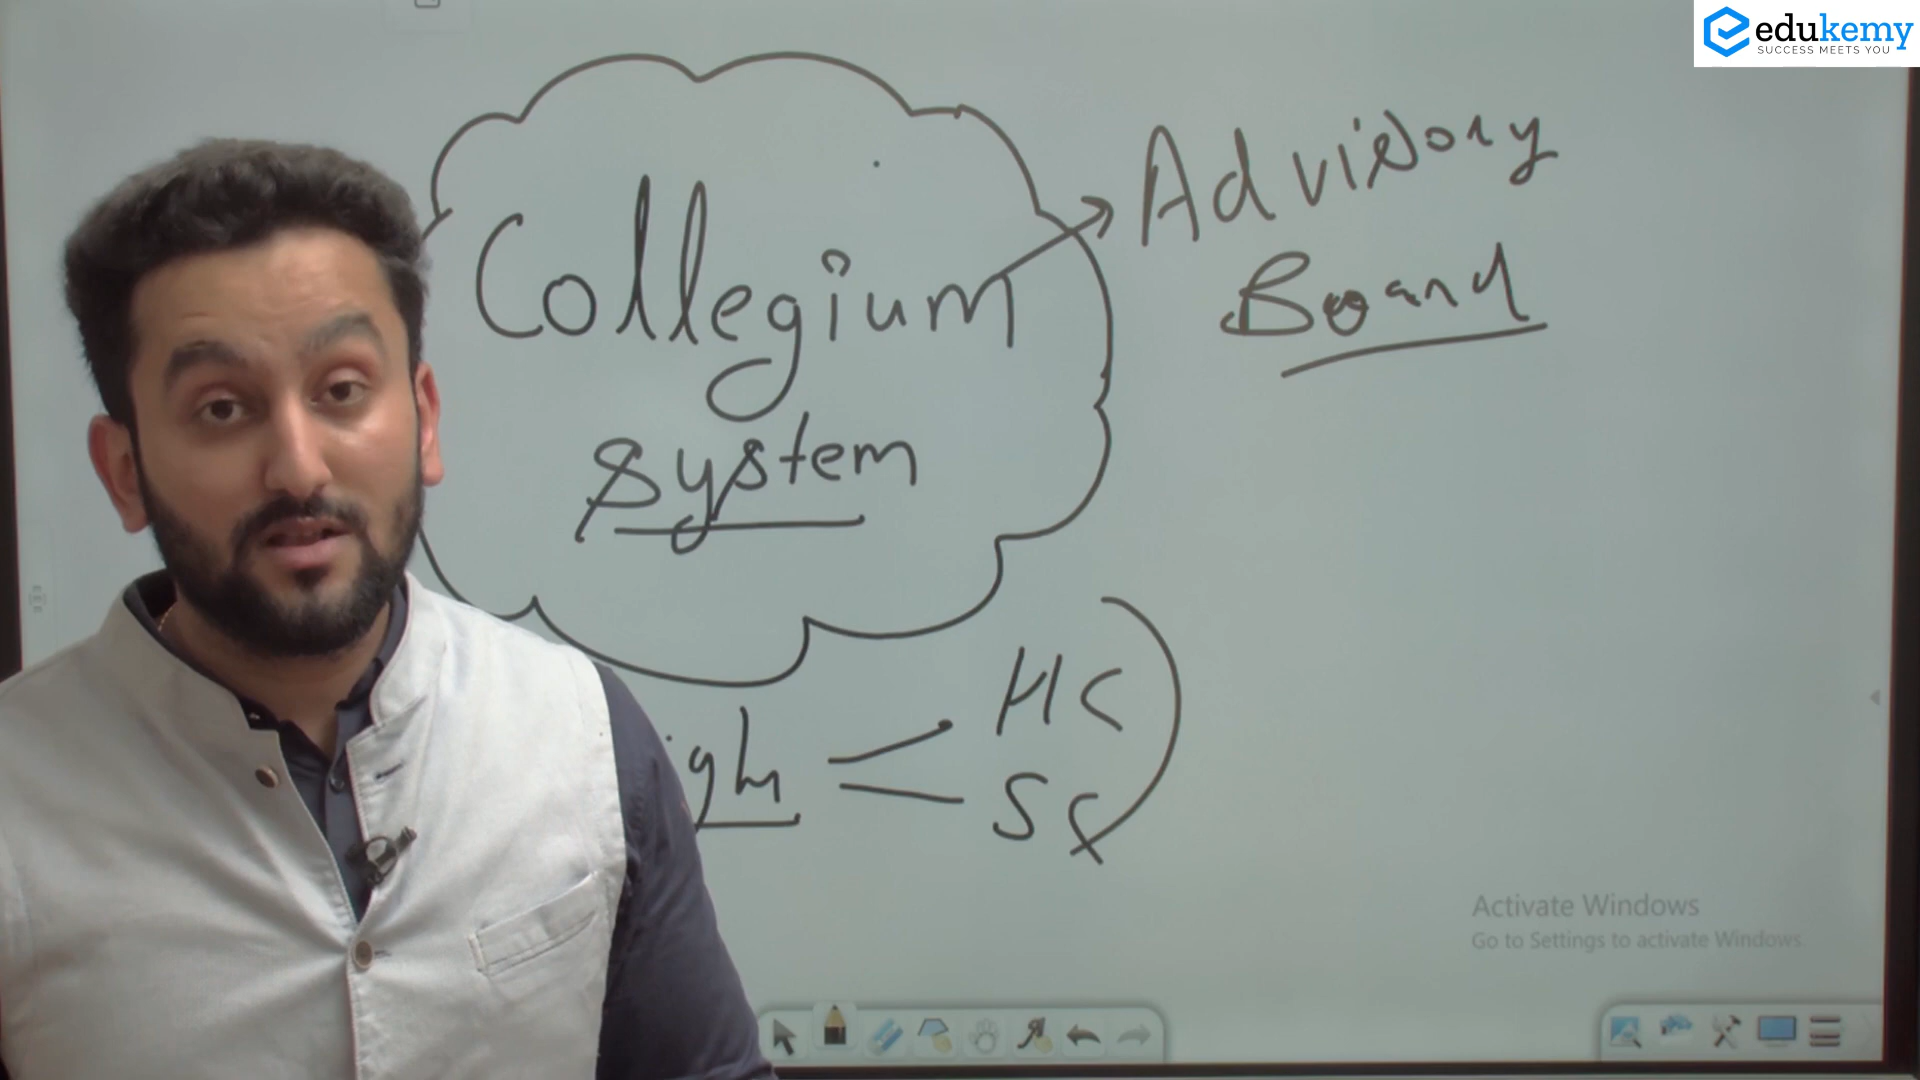 edukemy
SUCCESS MEETS YOU
Collegium
System
Advisory
Board
HC
SC
Activate Windows
Go to Settings to activate Windows.